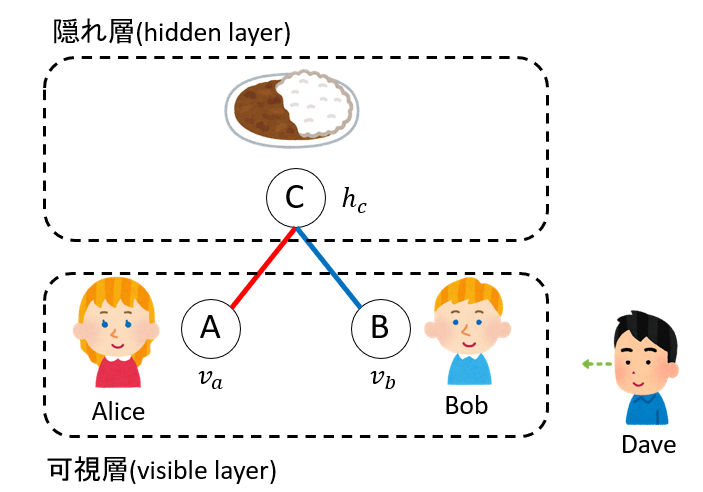 隠れ層(hidden layer)
C
h_c
A
B
v_a
v_b
Alice
Bob
Dave
可視層(visible layer)